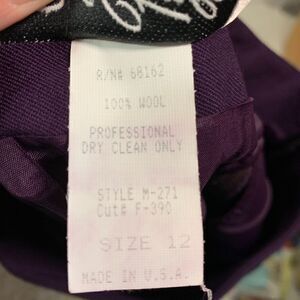 R/N# 68162
100% WOOL
PROFESSIONAL
DRY CLEAN ONLY
STYLE M-271
Cut# F-390
SIZE 12
MADE IN U.S.A.